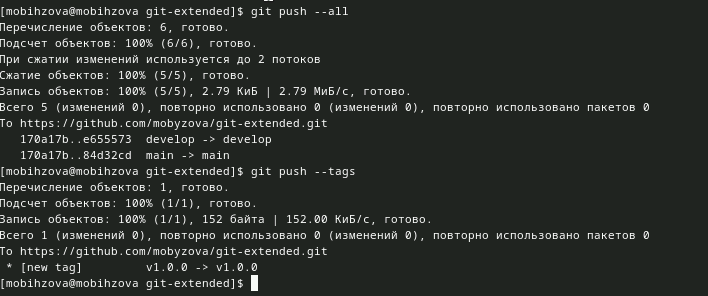 [mobihzova@mobihzova git-extended]$ git push --all
Перечисление объектов: 6, готово.
Подсчет объектов: 100% (6/6), готово.
При сжатии изменений используется до 2 потоков
Сжатие объектов: 100% (5/5), готово.
Запись объектов: 100% (5/5), 2.79 КиБ | 2.79 МиБ/с, готово.
Всего 5 (изменений 0), повторно использовано 0 (изменений 0), повторно использовано пакетов 0
To https://github.com/mobyzova/git-extended.git
   170a17b..e655573  develop -> develop
   170a17b..84d32cd  main -> main
[mobihzova@mobihzova git-extended]$ git push --tags
Перечисление объектов: 1, готово.
Подсчет объектов: 100% (1/1), готово.
Запись объектов: 100% (1/1), 152 байта | 152.00 КиБ/с, готово.
Всего 1 (изменений 0), повторно использовано 0 (изменений 0), повторно использовано пакетов 0
To https://github.com/mobyzova/git-extended.git
 * [new tag]         v1.0.0 -> v1.0.0
[mobihzova@mobihzova git-extended]$